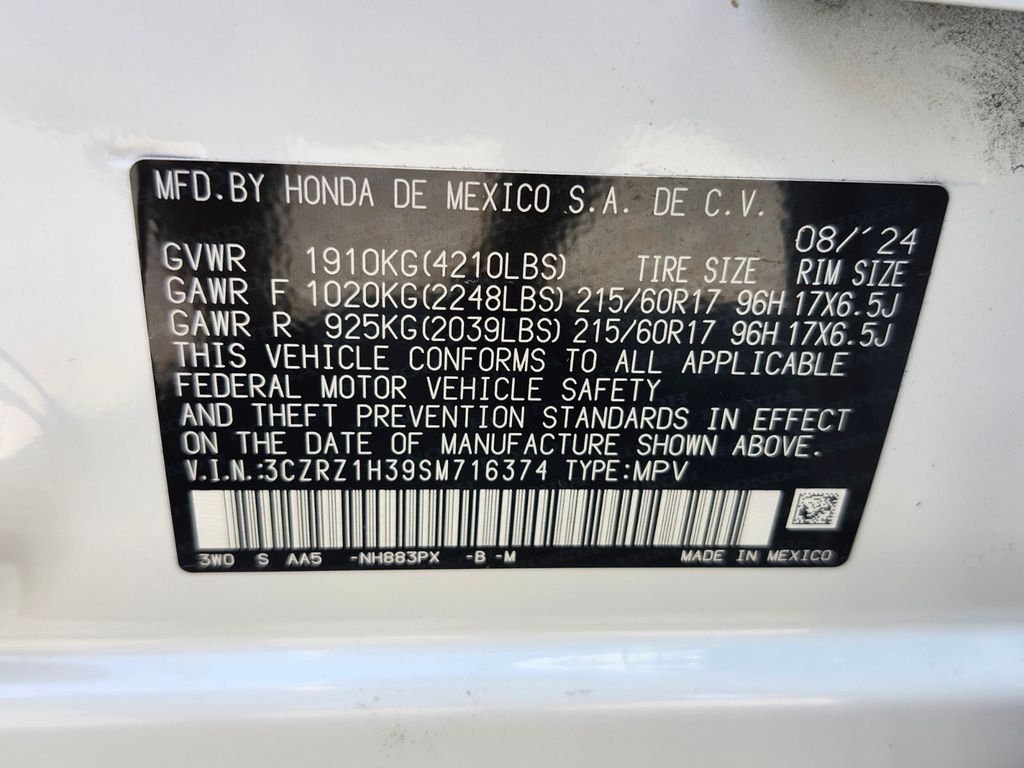 MFD.BY HONDA DE MEXICO S.A. DE C.V.
08/'24
GVWR 1910KG(4210LBS) TIRE SIZE RIM SIZE
GAWR F 1020KG(2248LBS) 215/60R17 96H 17X6.5J
GAWR R 925KG(2039LBS) 215/60R17 96H 17X6.5J
THIS VEHICLE CONFORMS TO ALL APPLICABLE
FEDERAL MOTOR VEHICLE SAFETY
AND THEFT PREVENTION STANDARDS IN EFFECT
ON THE DATE OF MANUFACTURE SHOWN ABOVE.
V.I.N.:3CZRZ1H39SM716374 TYPE:MPV
3W0 S AA5 -NH883PX -B -M MADE IN MEXICO